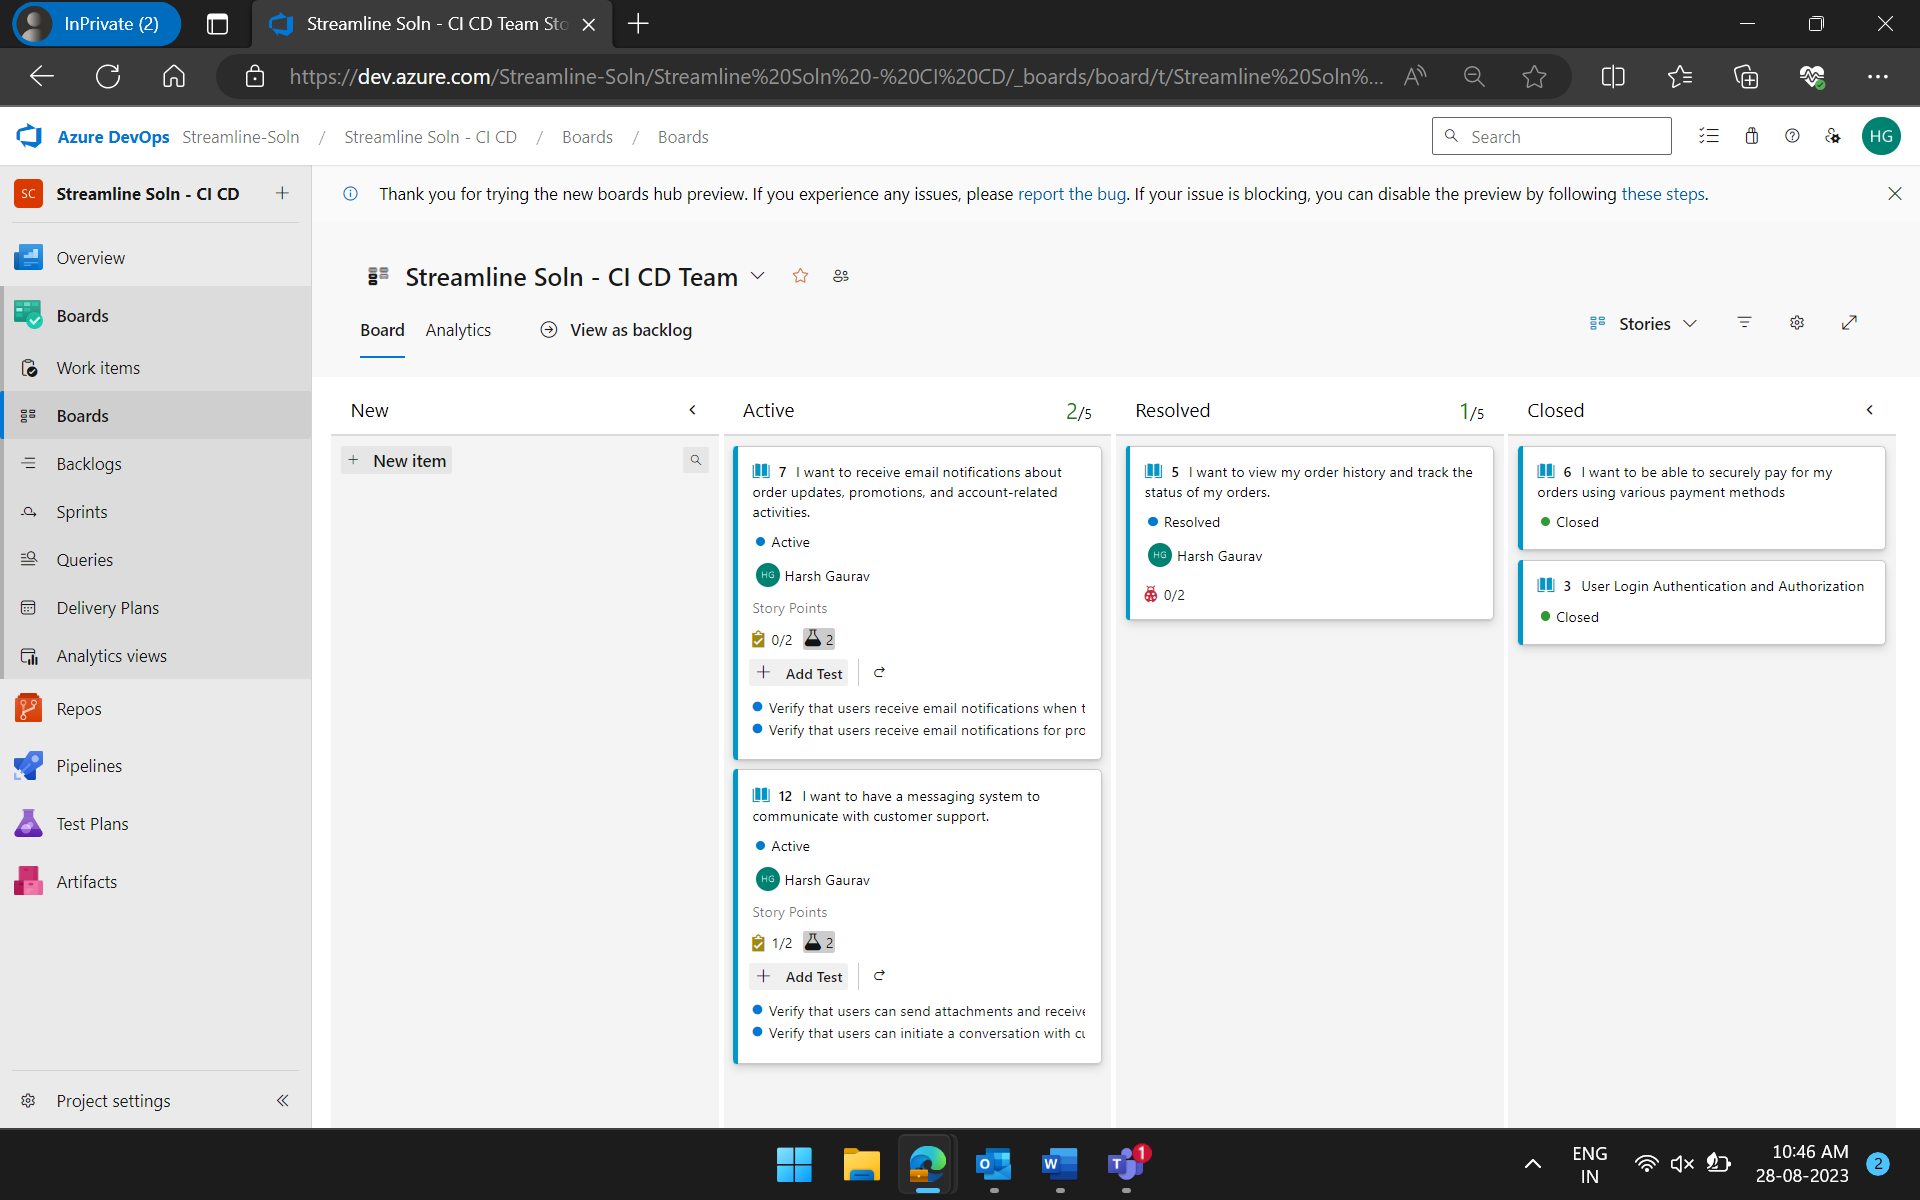 InPrivate (2)
Streamline Soln - CI CD Team Sto
https://dev.azure.com/Streamline-Soln/Streamline%20Soln%20-%20CI%20CD/_boards/board/t/Streamline%20Soln%...
Azure DevOps Streamline-Soln / Streamline Soln - CI CD / Boards / Boards
Search
HG
SC Streamline Soln - CI CD
Thank you for trying the new boards hub preview. If you experience any issues, please report the bug. If your issue is blocking, you can disable the preview by following these steps.
Overview
Boards
Work items
Boards
Backlogs
Sprints
Queries
Delivery Plans
Analytics views
Repos
Pipelines
Test Plans
Artifacts
Project settings
Streamline Soln - CI CD Team
Board Analytics View as backlog
Stories
New
New item
Active 2/5
7 I want to receive email notifications about
order updates, promotions, and account-related
activities.
Active
HG Harsh Gaurav
Story Points
0/2 2
Add Test
Verify that users receive email notifications when t
Verify that users receive email notifications for pro
12 I want to have a messaging system to
communicate with customer support.
Active
HG Harsh Gaurav
Story Points
1/2 2
Add Test
Verify that users can send attachments and receive
Verify that users can initiate a conversation with cu
Resolved 1/5
5 I want to view my order history and track the
status of my orders.
Resolved
HG Harsh Gaurav
0/2
Closed
6 I want to be able to securely pay for my
orders using various payment methods
Closed
3 User Login Authentication and Authorization
Closed
1
ENG
IN
10:46 AM
28-08-2023
2